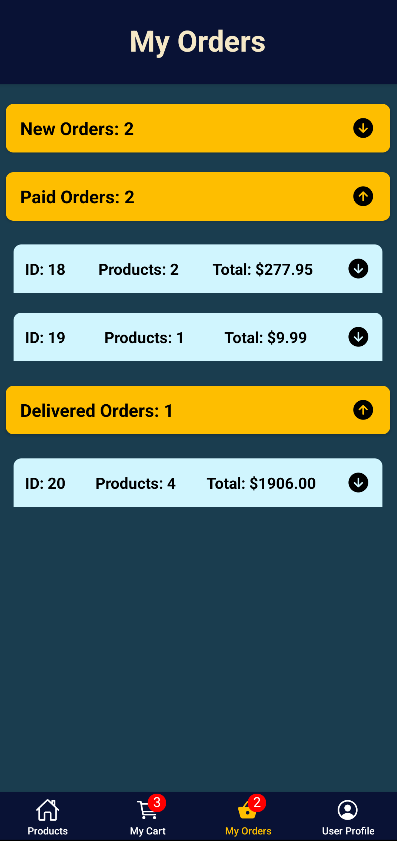 My Orders
New Orders: 2
Paid Orders: 2
ID: 18 Products: 2 Total: $277.95
ID: 19 Products: 1 Total: $9.99
Delivered Orders: 1
ID: 20 Products: 4 Total: $1906.00
3 2
Products My Cart My Orders User Profile